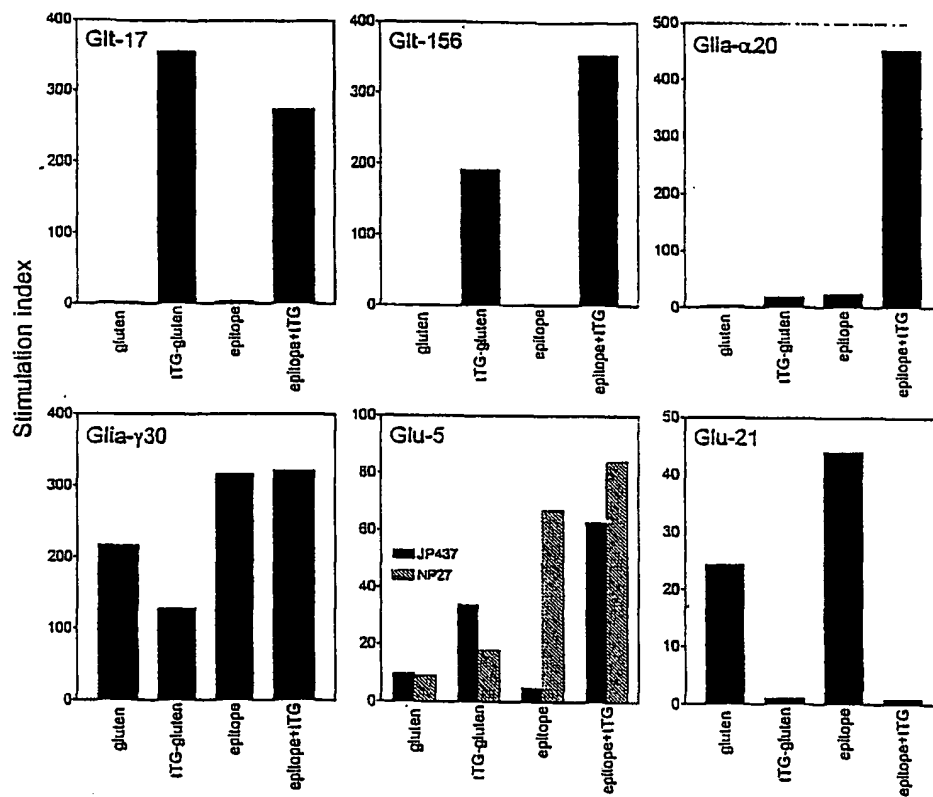 Stimulation index
Glt-17
400
300
200
100
0
gluten
tTG-gluten
epitope
epitope+tTG
Glt-156
400
300
200
100
0
gluten
tTG-gluten
epitope
epitope+tTG
Glia-α20
500
400
300
200
100
0
gluten
tTG-gluten
epitope
epitope+tTG
Glia-γ30
400
300
200
100
0
gluten
tTG-gluten
epitope
epitope+tTG
Glu-5
100
80
60
40
20
0
JP437
NP27
gluten
tTG-gluten
epitope
epitope+tTG
Glu-21
50
40
30
20
10
0
gluten
tTG-gluten
epitope
epitope+tTG